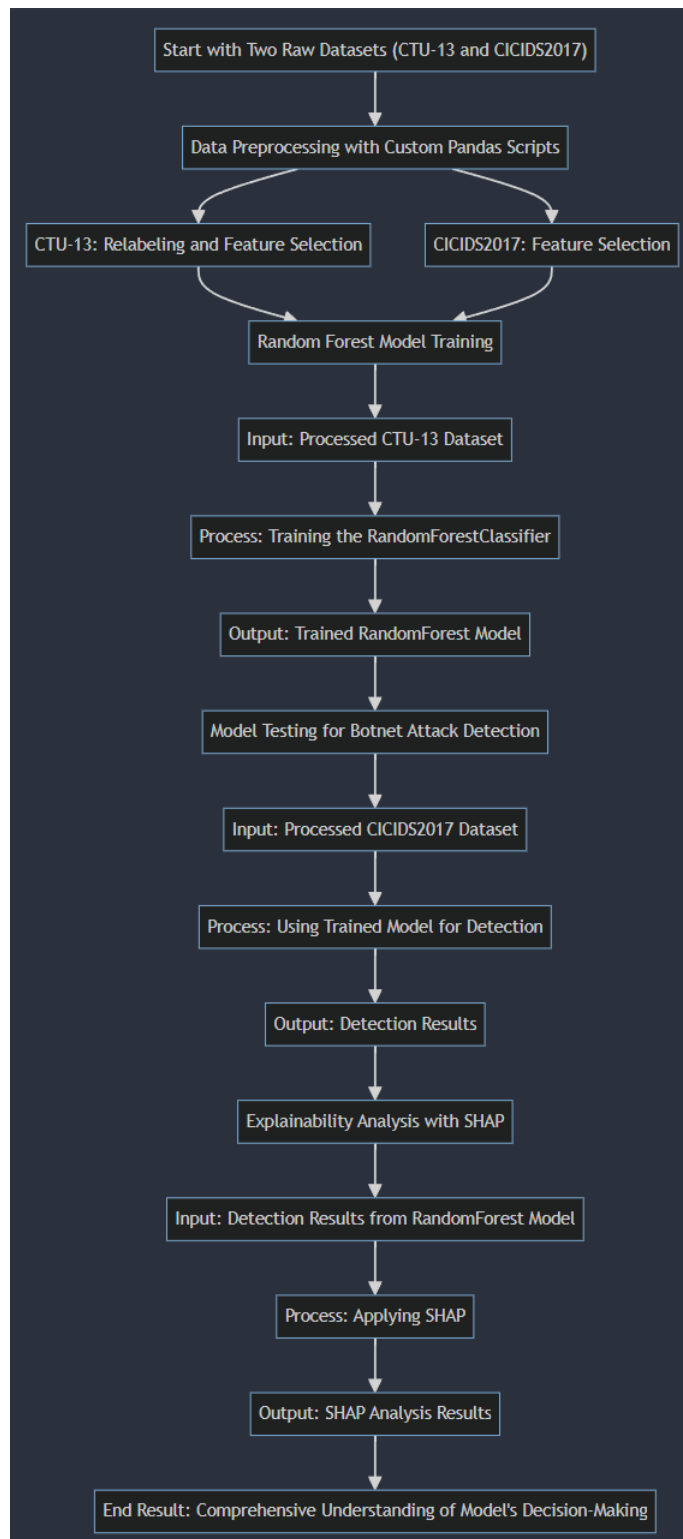 Start with Two Raw Datasets (CTU-13 and CICIDS2017)
Data Preprocessing with Custom Pandas Scripts
CTU-13: Relabeling and Feature Selection
CICIDS2017: Feature Selection
Random Forest Model Training
Input: Processed CTU-13 Dataset
Process: Training the RandomForestClassifier
Output: Trained RandomForest Model
Model Testing for Botnet Attack Detection
Input: Processed CICIDS2017 Dataset
Process: Using Trained Model for Detection
Output: Detection Results
Explainability Analysis with SHAP
Input: Detection Results from RandomForest Model
Process: Applying SHAP
Output: SHAP Analysis Results
End Result: Comprehensive Understanding of Model's Decision-Making